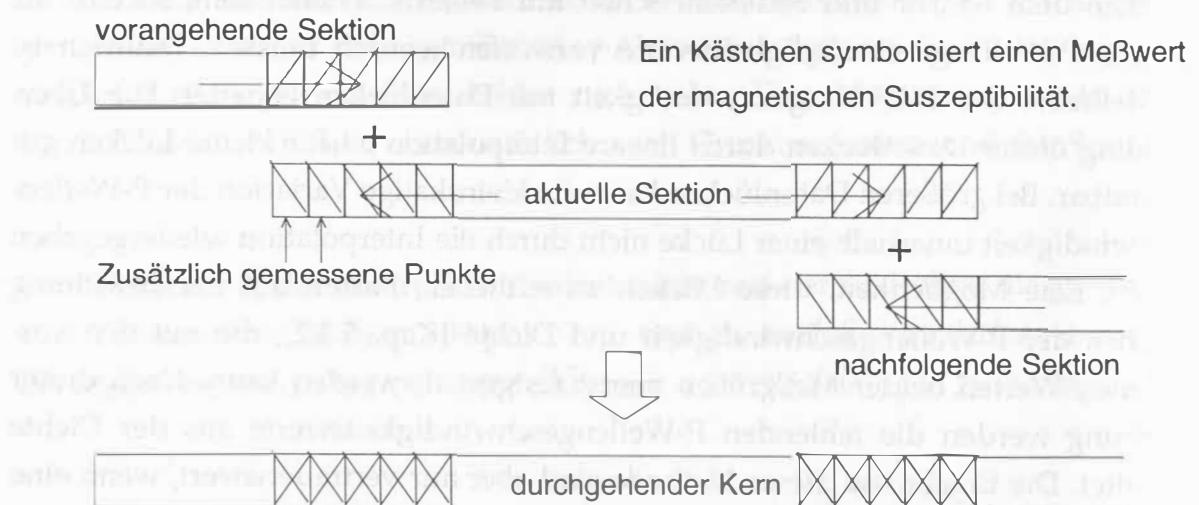 vorangehende Sektion
Ein Kästchen symbolisiert einen Meßwert
der magnetischen Suszeptibilität.
+
aktuelle Sektion
+
Zusätzlich gemessene Punkte
nachfolgende Sektion
durchgehender Kern